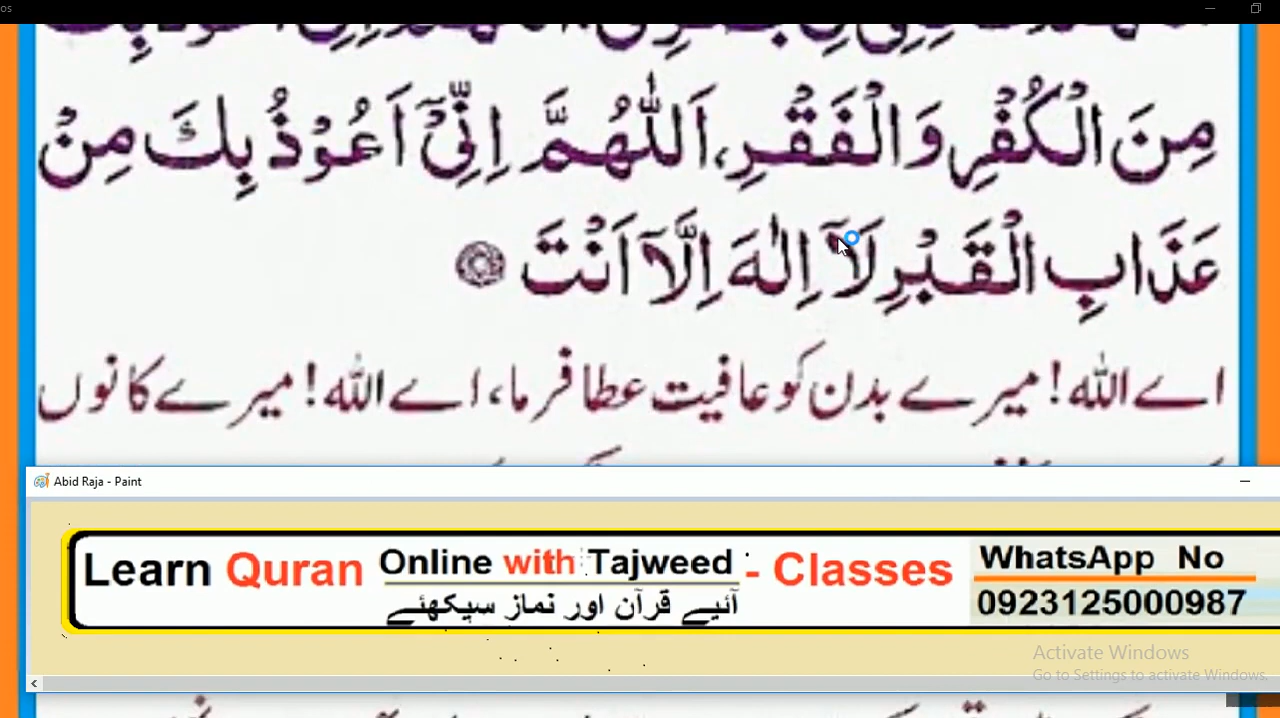 os
مِنَ الْكُفْرِ وَالْفَقْرِ، اَللّٰهُمَّ اِنِّیْٓ اَعُوْذُ بِكَ مِنْ
عَذَابِ الْقَبْرِ لَآ اِلٰهَ اِلَّآ اَنْتَ
اے اللہ! میرے بدن کو عافیت عطا فرما، اے اللہ! میرے کانوں
Abid Raja - Paint
Learn Quran Online with Tajweed - Classes
آئیے قرآن اور نماز سیکھئے
WhatsApp No
0923125000987
Activate Windows
Go to Settings to activate Windows.